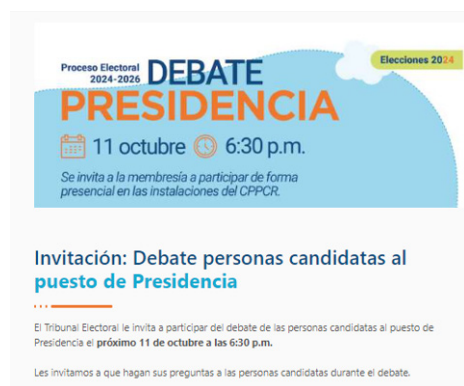 Elecciones 2024
Proceso Electoral
2024-2026
DEBATE
PRESIDENCIA
11 octubre 6:30 p.m.
Se invita a la membresía a participar de forma
presencial en las instalaciones del CPPCR.
Invitación: Debate personas candidatas al
puesto de Presidencia
El Tribunal Electoral le invita a participar del debate de las personas candidatas al puesto de
Presidencia el próximo 11 de octubre a las 6:30 p.m.
Les invitamos a que hagan sus preguntas a las personas candidatas durante el debate.